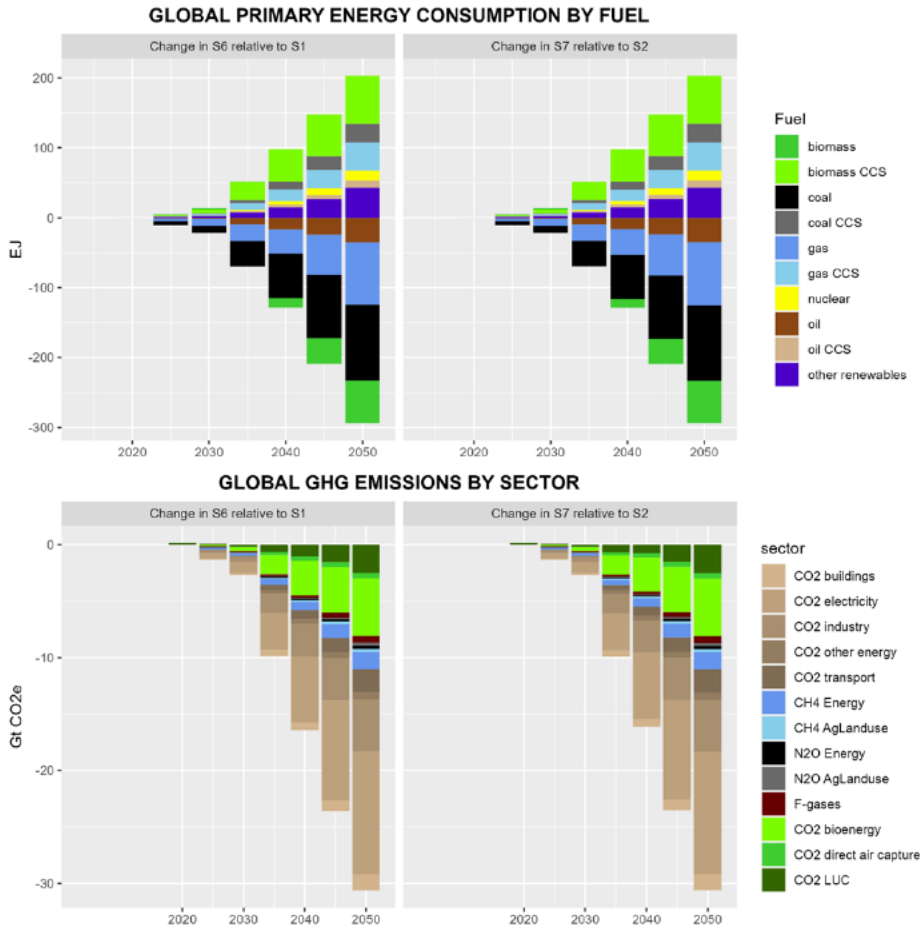 GLOBAL PRIMARY ENERGY CONSUMPTION BY FUEL
Change in S6 relative to S1
Change in S7 relative to S2
EJ
200
100
0
-100
-200
-300
2020
2030
2040
2050
2020
2030
2040
2050
Fuel
biomass
biomass CCS
coal
coal CCS
gas
gas CCS
nuclear
oil
oil CCS
other renewables
GLOBAL GHG EMISSIONS BY SECTOR
Change in S6 relative to S1
Change in S7 relative to S2
Gt CO2e
0
-10
-20
-30
2020
2030
2040
2050
2020
2030
2040
2050
sector
CO2 buildings
CO2 electricity
CO2 industry
CO2 other energy
CO2 transport
CH4 Energy
CH4 AgLanduse
N2O Energy
N2O AgLanduse
F-gases
CO2 bioenergy
CO2 direct air capture
CO2 LUC